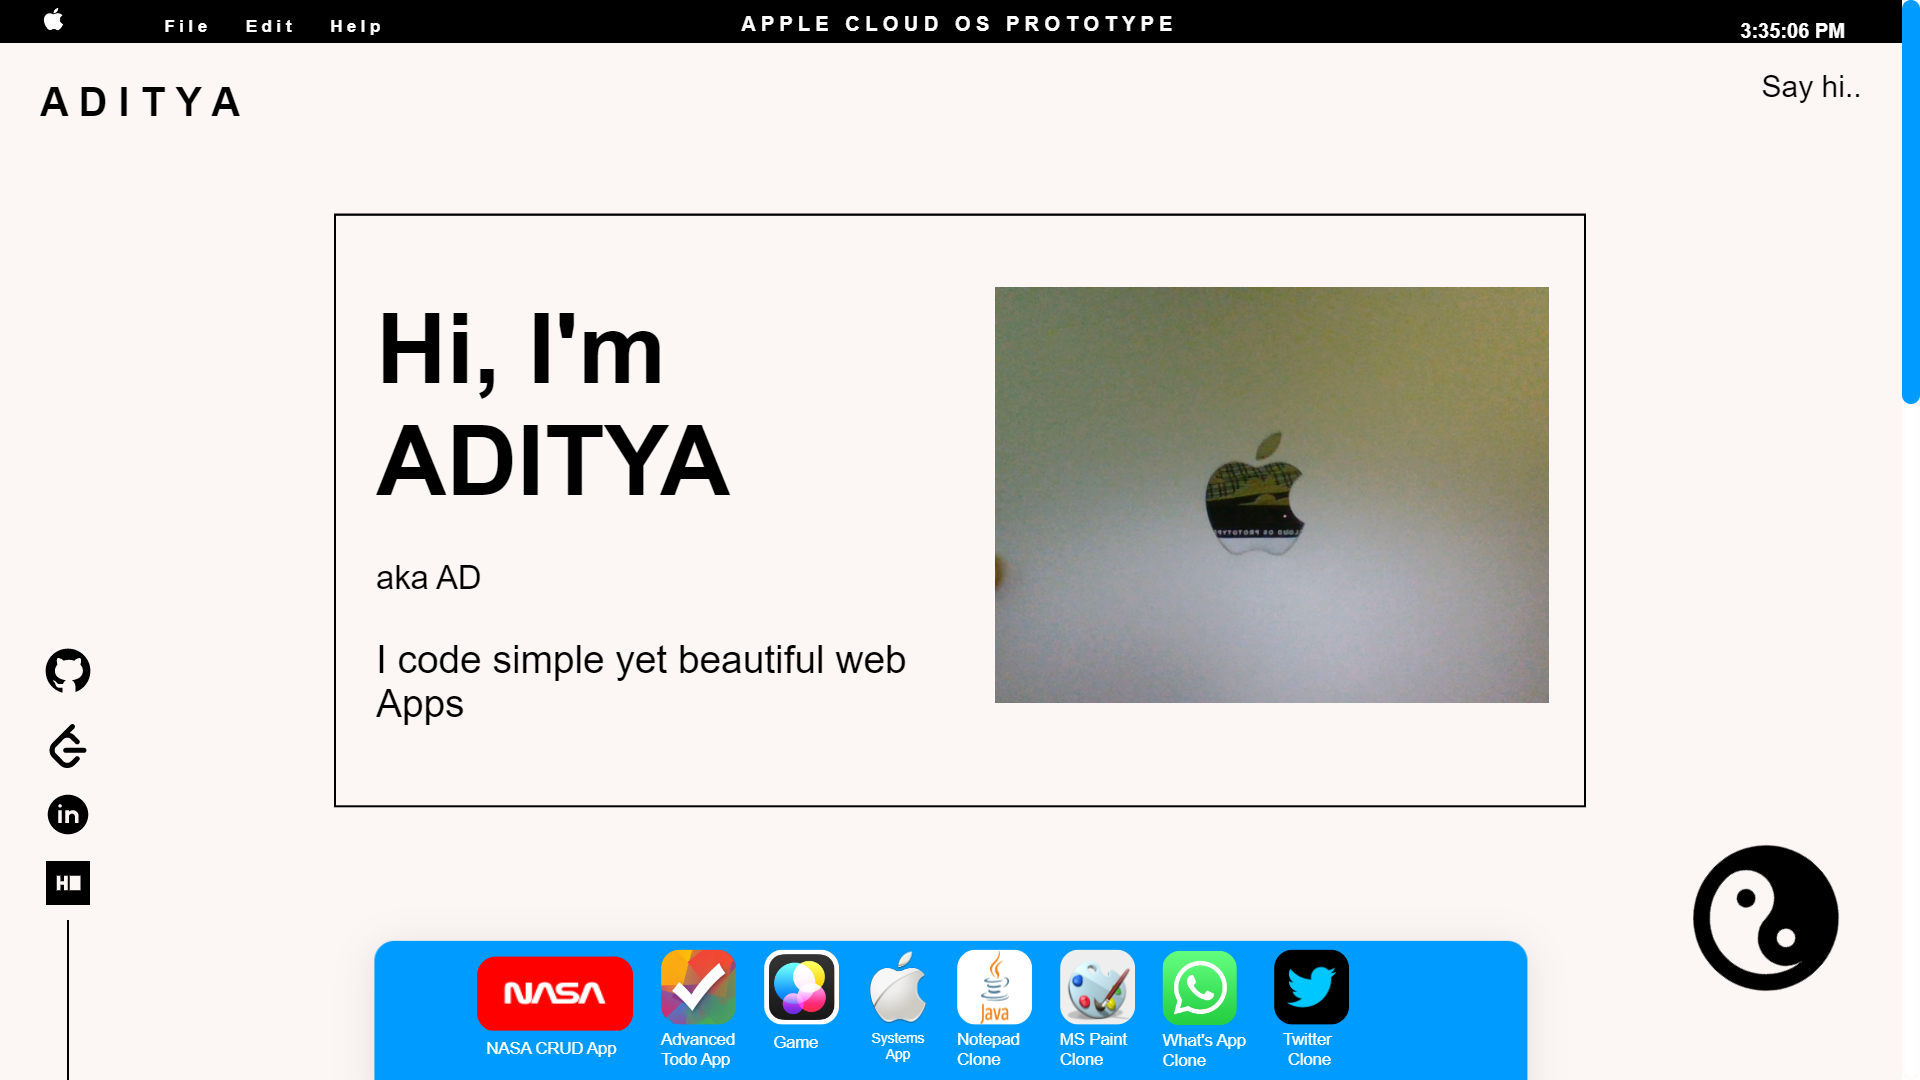 File Edit Help
APPLE CLOUD OS PROTOTYPE
3:35:06 PM
ADITYA
Say hi..
Hi, I'm
ADITYA
aka AD
I code simple yet beautiful web
Apps
in
H
NASA
NASA CRUD App
Advanced
Todo App
Game
Systems
App
Java
Notepad
Clone
MS Paint
Clone
What's App
Clone
Twitter
Clone